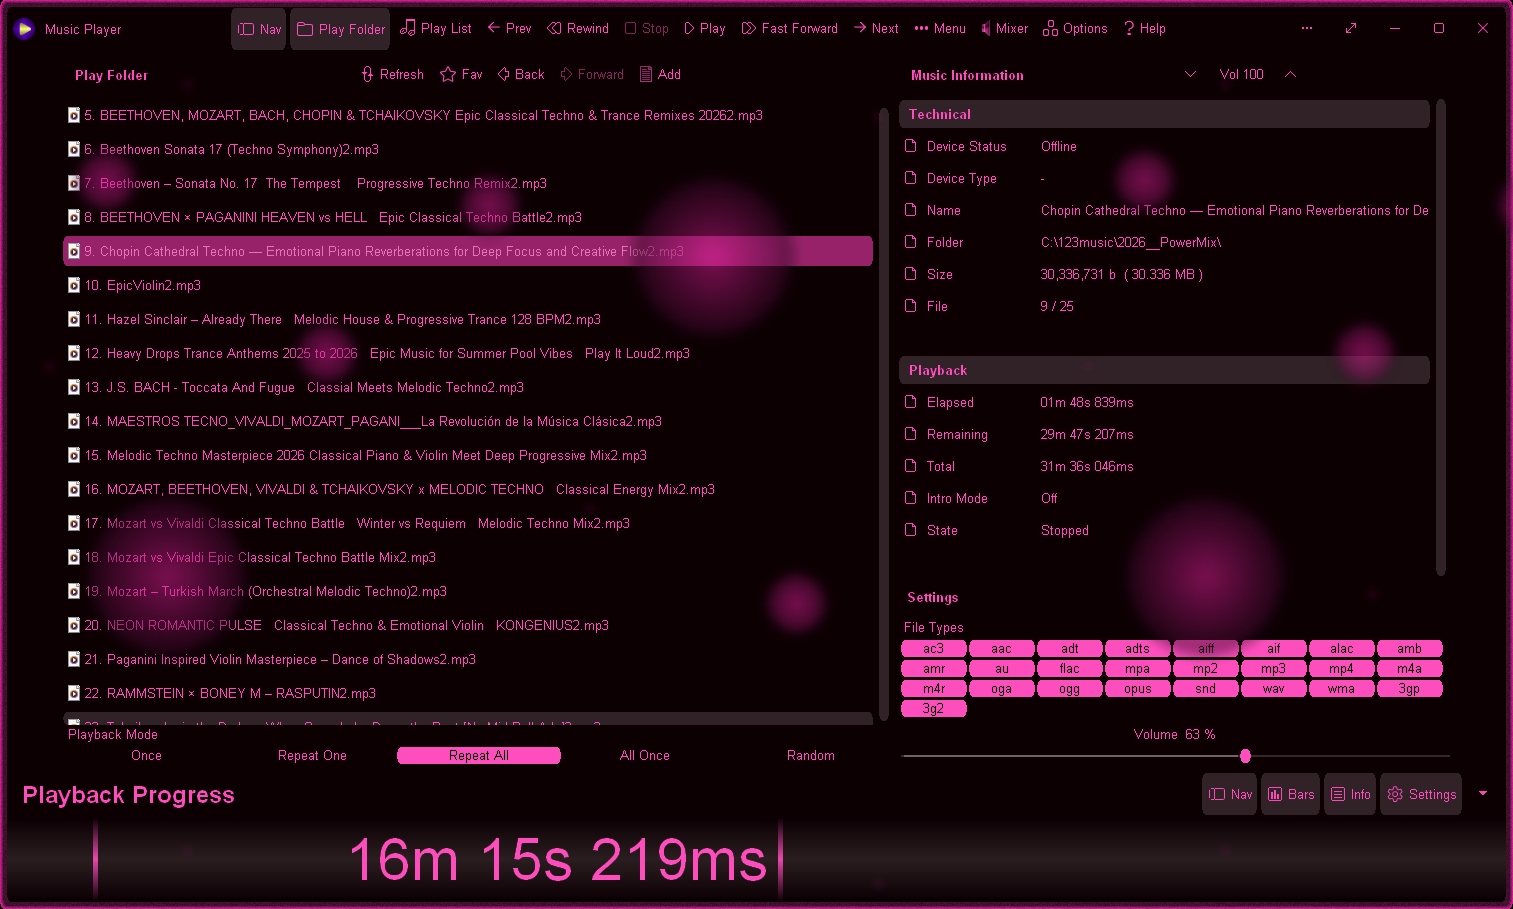 Music Player
Nav Play Folder Play List Prev Rewind Stop Play Fast Forward Next Menu Mixer Options Help
Play Folder
Refresh Fav Back Forward Add
5. BEETHOVEN, MOZART, BACH, CHOPIN & TCHAIKOVSKY Epic Classical Techno & Trance Remixes 20262.mp3
6. Beethoven Sonata 17 (Techno Symphony)2.mp3
7. Beethoven – Sonata No. 17 The Tempest Progressive Techno Remix2.mp3
8. BEETHOVEN × PAGANINI HEAVEN vs HELL Epic Classical Techno Battle2.mp3
9. Chopin Cathedral Techno — Emotional Piano Reverberations for Deep Focus and Creative Flow2.mp3
10. EpicViolin2.mp3
11. Hazel Sinclair – Already There Melodic House & Progressive Trance 128 BPM2.mp3
12. Heavy Drops Trance Anthems 2025 to 2026 Epic Music for Summer Pool Vibes Play It Loud2.mp3
13. J.S. BACH - Toccata And Fugue Classial Meets Melodic Techno2.mp3
14. MAESTROS TECNO_VIVALDI_MOZART_PAGANI___La Revolución de la Música Clásica2.mp3
15. Melodic Techno Masterpiece 2026 Classical Piano & Violin Meet Deep Progressive Mix2.mp3
16. MOZART, BEETHOVEN, VIVALDI & TCHAIKOVSKY x MELODIC TECHNO Classical Energy Mix2.mp3
17. Mozart vs Vivaldi Classical Techno Battle Winter vs Requiem Melodic Techno Mix2.mp3
18. Mozart vs Vivaldi Epic Classical Techno Battle Mix2.mp3
19. Mozart – Turkish March (Orchestral Melodic Techno)2.mp3
20. NEON ROMANTIC PULSE Classical Techno & Emotional Violin KONGENIUS2.mp3
21. Paganini Inspired Violin Masterpiece – Dance of Shadows2.mp3
22. RAMMSTEIN × BONEY M – RASPUTIN2.mp3
Playback Mode
Once Repeat One Repeat All All Once Random
Music Information
Vol 100
Technical
Device Status Offline
Device Type -
Name Chopin Cathedral Techno — Emotional Piano Reverberations for De
Folder C:\123music\2026__PowerMix\
Size 30,336,731 b ( 30.336 MB )
File 9 / 25
Playback
Elapsed 01m 48s 839ms
Remaining 29m 47s 207ms
Total 31m 36s 046ms
Intro Mode Off
State Stopped
Settings
File Types
ac3 aac adt adts aiff aif alac amb
amr au flac mpa mp2 mp3 mp4 m4a
m4r oga ogg opus snd wav wma 3gp
3g2
Volume 63 %
Playback Progress
Nav Bars Info Settings
16m 15s 219ms